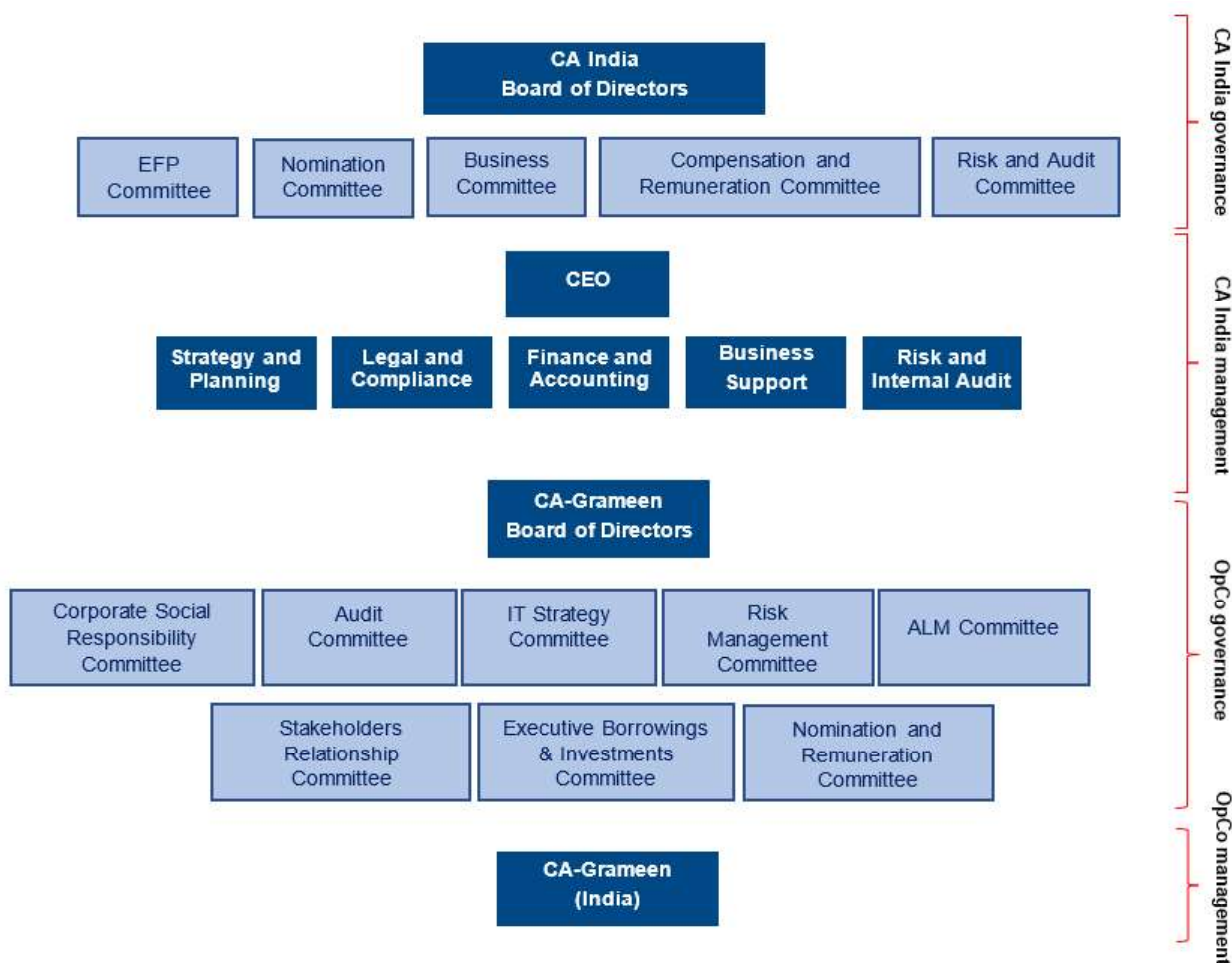 CA India
Board of Directors
EFP
Committee
Nomination
Committee
Business
Committee
Compensation and
Remuneration Committee
Risk and Audit
Committee
CA India governance
CEO
Strategy and
Planning
Legal and
Compliance
Finance and
Accounting
Business
Support
Risk and
Internal Audit
CA India management
CA-Grameen
Board of Directors
Corporate Social
Responsibility
Committee
Audit
Committee
IT Strategy
Committee
Risk
Management
Committee
ALM Committee
Stakeholders
Relationship
Committee
Executive Borrowings
& Investments
Committee
Nomination and
Remuneration
Committee
OpCo governance
CA-Grameen
(India)
OpCo management